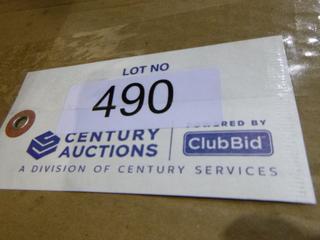 LOT NO
490
POWERED BY
CENTURY
AUCTIONS
ClubBid
A DIVISION OF CENTURY SERVICES